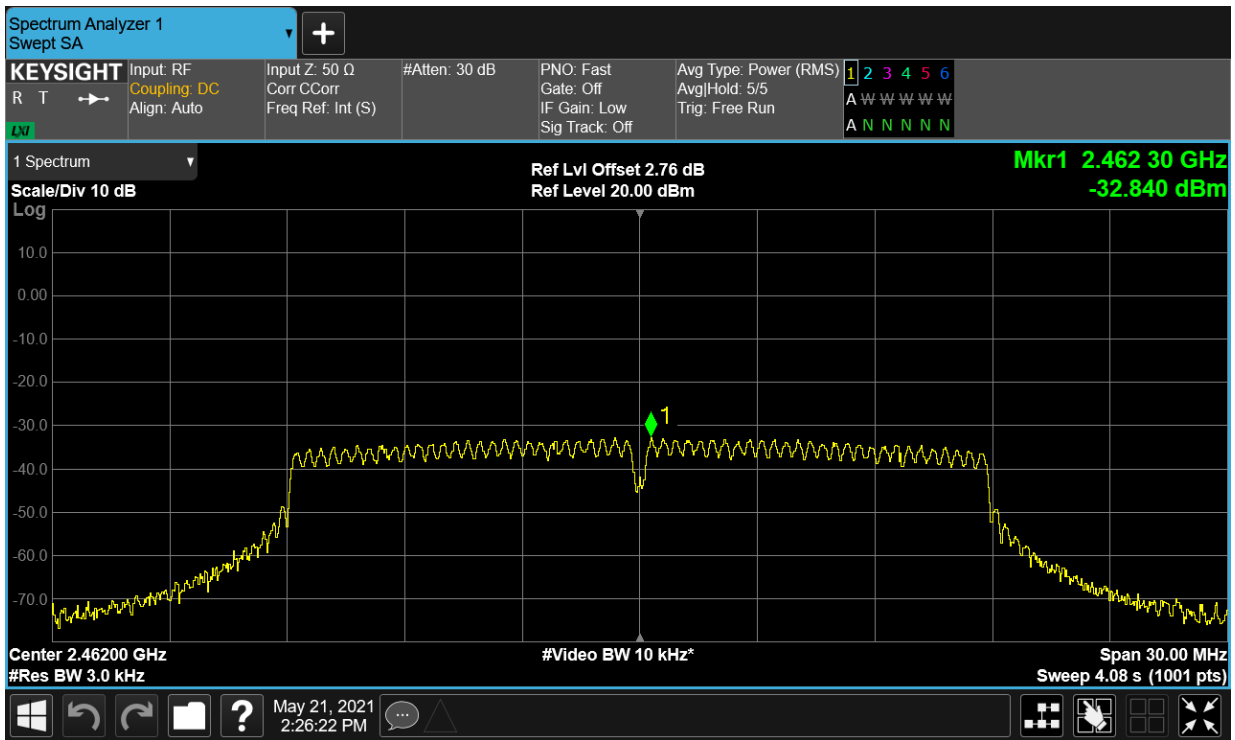 Spectrum Analyzer 1
Swept SA
+
KEYSIGHT
R T
LXI
Input: RF
Coupling: DC
Align: Auto
Input Z: 50 Ω
Corr CCorr
Freq Ref: Int (S)
#Atten: 30 dB
PNO: Fast
Gate: Off
IF Gain: Low
Sig Track: Off
Avg Type: Power (RMS)
Avg|Hold: 5/5
Trig: Free Run
1 2 3 4 5 6
A W W W W W
A N N N N N
1 Spectrum
Scale/Div 10 dB
Log
Ref Lvl Offset 2.76 dB
Ref Level 20.00 dBm
Mkr1 2.462 30 GHz
-32.840 dBm
10.0
0.00
-10.0
-20.0
-30.0
-40.0
-50.0
-60.0
-70.0
1
Center 2.46200 GHz
#Res BW 3.0 kHz
#Video BW 10 kHz*
Span 30.00 MHz
Sweep 4.08 s (1001 pts)
?
May 21, 2021
2:26:22 PM